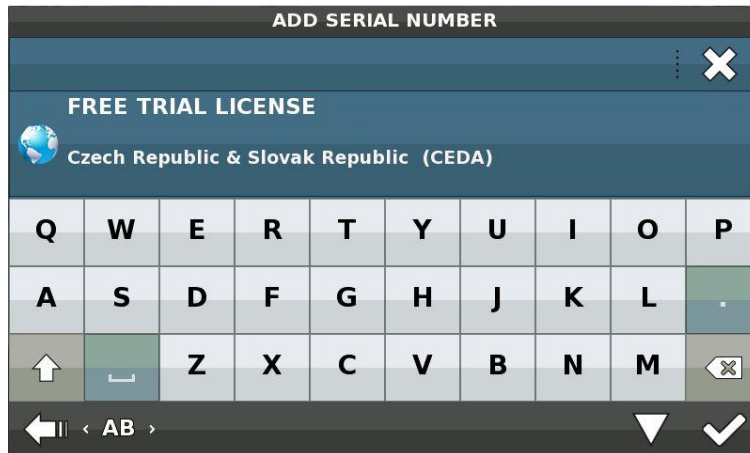 ADD SERIAL NUMBER
FREE TRIAL LICENSE
Czech Republic & Slovak Republic (CEDA)
Q W E R T Y U I O P
A S D F G H J K L .
Z X C V B N M
‹ AB ›